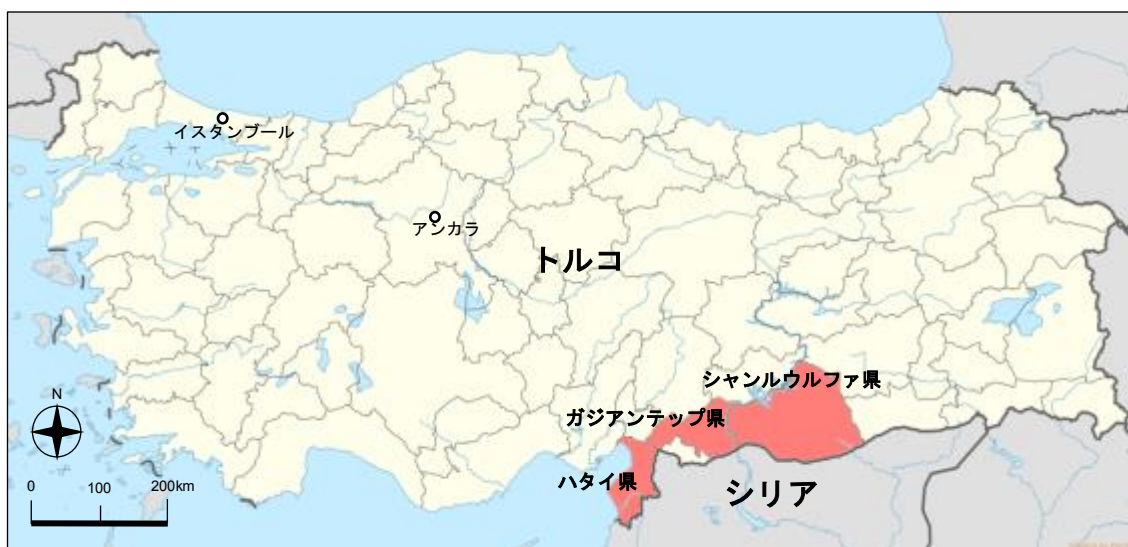 イスタンブール
アンカラ
トルコ
シャンルウルファ県
ガジアンテップ県
ハタイ県
シリア
N
0 100 200km